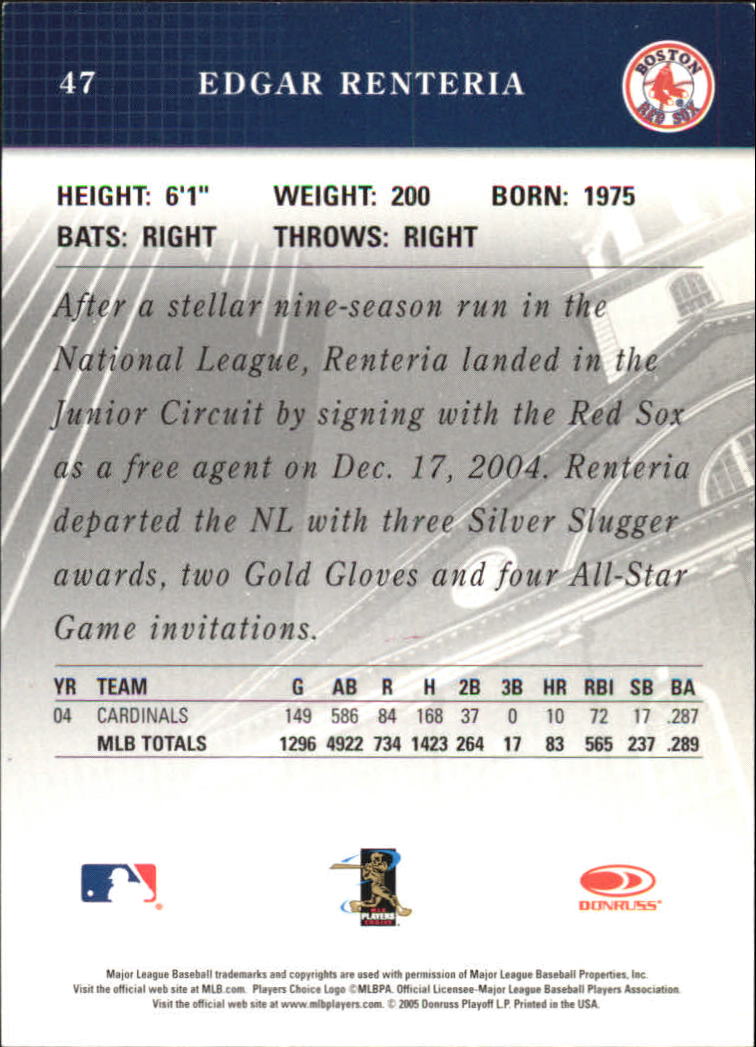 47 EDGAR RENTERIA
BOSTON
RED SOX
HEIGHT: 6'1" WEIGHT: 200 BORN: 1975
BATS: RIGHT THROWS: RIGHT
After a stellar nine-season run in the
National League, Renteria landed in the
Junior Circuit by signing with the Red Sox
as a free agent on Dec. 17, 2004. Renteria
departed the NL with three Silver Slugger
awards, two Gold Gloves and four All-Star
Game invitations.
YR TEAM G AB R H 2B 3B HR RBI SB BA
04 CARDINALS 149 586 84 168 37 0 10 72 17 .287
MLB TOTALS 1296 4922 734 1423 264 17 83 565 237 .289
MLB
PLAYERS
CHOICE
DONRUSS
Major League Baseball trademarks and copyrights are used with permission of Major League Baseball Properties, Inc.
Visit the official web site at MLB.com. Players Choice Logo ©MLBPA. Official Licensee-Major League Baseball Players Association.
Visit the official web site at www.mlbplayers.com. © 2005 Donruss Playoff L.P. Printed in the USA.